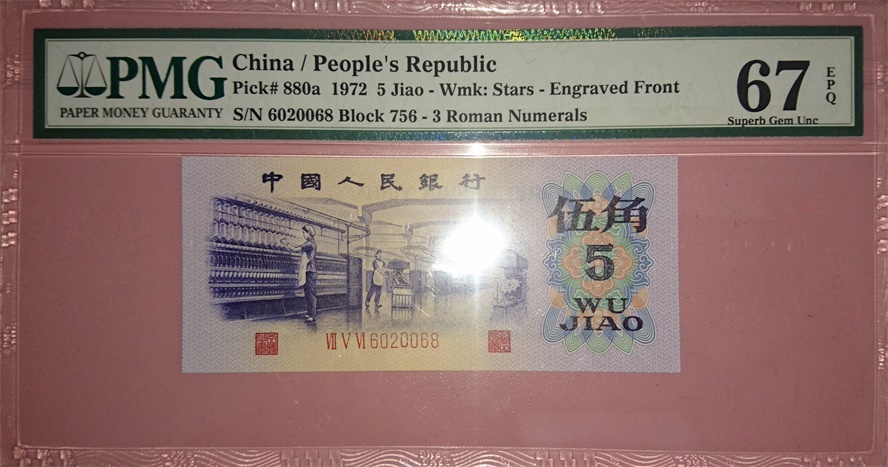 PMG
PAPER MONEY GUARANTY
China / People's Republic
Pick# 880a 1972 5 Jiao - Wmk: Stars - Engraved Front
S/N 6020068 Block 756 - 3 Roman Numerals
67 EPQ
Superb Gem Unc
中國人民銀行
伍角
5
WU
JIAO
Ⅶ Ⅴ Ⅵ 6020068